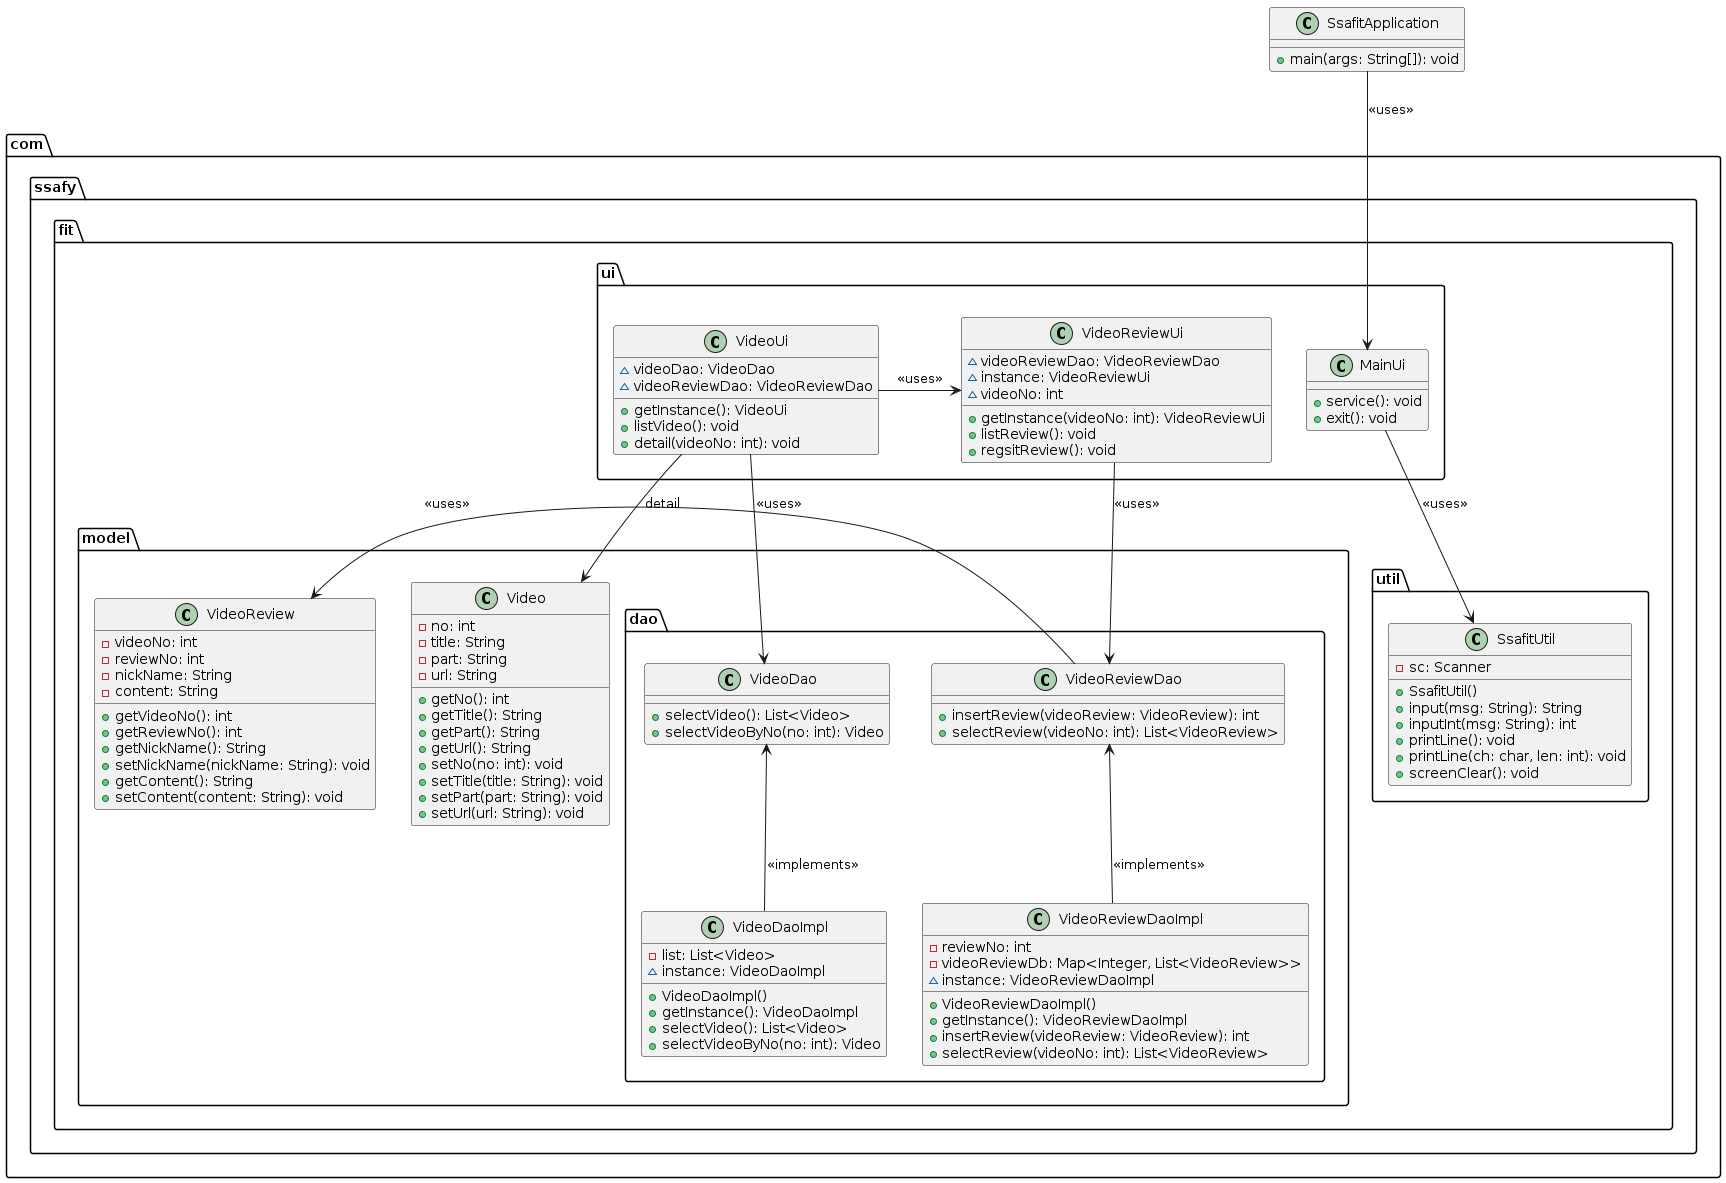 SsafitApplication
main(args: String[]): void
«uses»
com
ssafy
fit
ui
VideoUi
videoDao: VideoDao
videoReviewDao: VideoReviewDao
getInstance(): VideoUi
listVideo(): void
detail(videoNo: int): void
«uses»
VideoReviewUi
videoReviewDao: VideoReviewDao
instance: VideoReviewUi
videoNo: int
getInstance(videoNo: int): VideoReviewUi
listReview(): void
regsitReview(): void
MainUi
service(): void
exit(): void
«uses»
detail
«uses»
«uses»
«uses»
model
VideoReview
videoNo: int
reviewNo: int
nickName: String
content: String
getVideoNo(): int
getReviewNo(): int
getNickName(): String
setNickName(nickName: String): void
getContent(): String
setContent(content: String): void
Video
no: int
title: String
part: String
url: String
getNo(): int
getTitle(): String
getPart(): String
getUrl(): String
setNo(no: int): void
setTitle(title: String): void
setPart(part: String): void
setUrl(url: String): void
dao
VideoDao
selectVideo(): List<Video>
selectVideoByNo(no: int): Video
VideoReviewDao
insertReview(videoReview: VideoReview): int
selectReview(videoNo: int): List<VideoReview>
util
SsafitUtil
sc: Scanner
SsafitUtil()
input(msg: String): String
inputInt(msg: String): int
printLine(): void
printLine(ch: char, len: int): void
screenClear(): void
«implements»
«implements»
VideoDaoImpl
list: List<Video>
instance: VideoDaoImpl
VideoDaoImpl()
getInstance(): VideoDaoImpl
selectVideo(): List<Video>
selectVideoByNo(no: int): Video
VideoReviewDaoImpl
reviewNo: int
videoReviewDb: Map<Integer, List<VideoReview>>
instance: VideoReviewDaoImpl
VideoReviewDaoImpl()
getInstance(): VideoReviewDaoImpl
insertReview(videoReview: VideoReview): int
selectReview(videoNo: int): List<VideoReview>